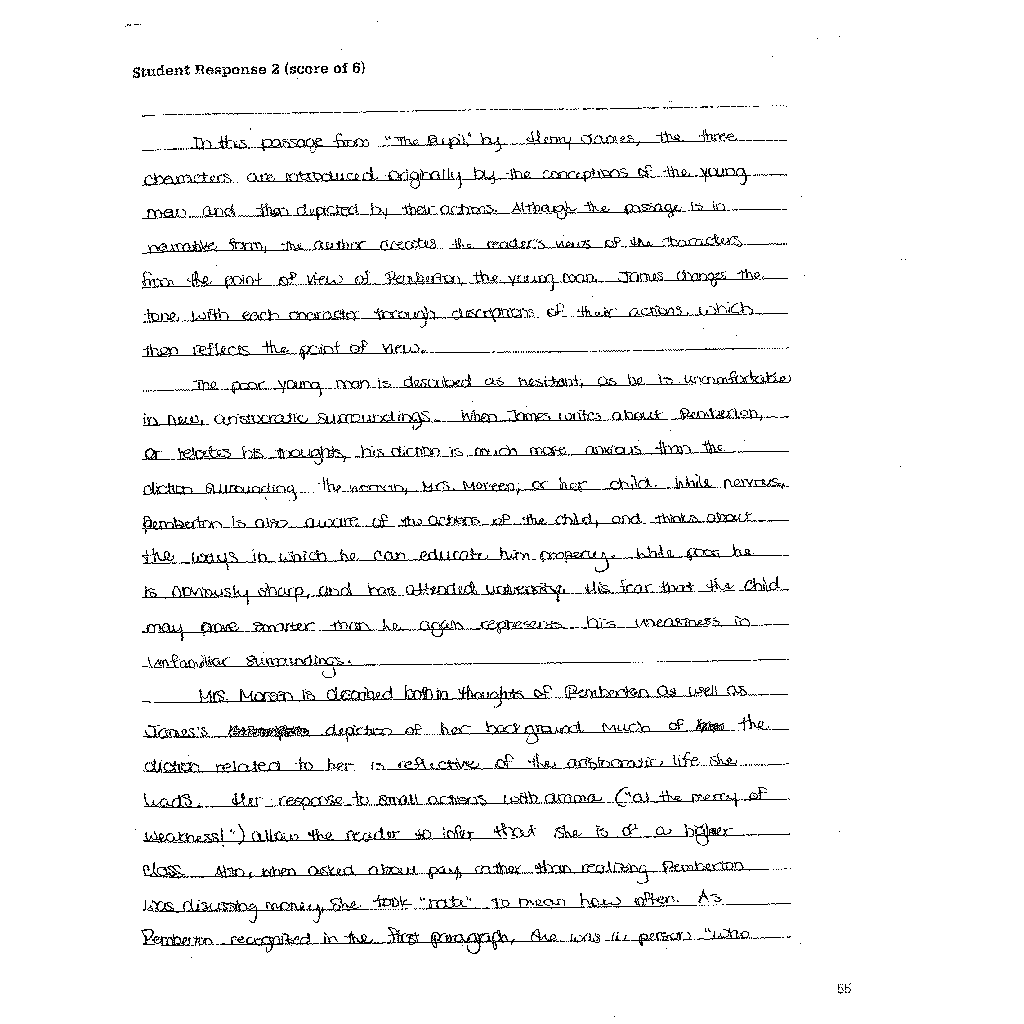 Student Response 2 (score of 6)
In this passage from "The Pupil," by Henry James, the three
characters are introduced originally by the conceptions of the young
man and then depicted by their actions. Although the passage is in
narrative form, the author creates the reader's views of the characters
from the point of view of Pemberton, the young man. James changes the
tone with each character through descriptions of their actions, which
then reflects the point of view.
The poor young man is described as hesitant, as he is uncomfortable
in new, aristocratic surroundings. When James writes about Pemberton,
or relates his thoughts, his diction is much more anxious than the
diction surrounding the woman, Mrs. Moreen, or her child. While nervous,
Pemberton is also aware of the actions of the child, and thinks about
the ways in which he can educate him properly. While poor he
is obviously sharp, and has attended university. His fear that the child
may prove smarter than he again represents his uneasiness in
unfamiliar surroundings.
Mrs. Moreen is described both in thoughts of Pemberton as well as
James's depiction of her background. Much of the
diction related to her is reflective of the aristocratic life she
leads. Her response to small actions with drama ("at the mercy of
weakness!") allow the reader to infer that she is of a higher
class. Also, when asked about pay, rather than realizing Pemberton
was discussing money, she took "rate" to mean how often. As
Pemberton recognized in the first paragraph, she was a person "who
55